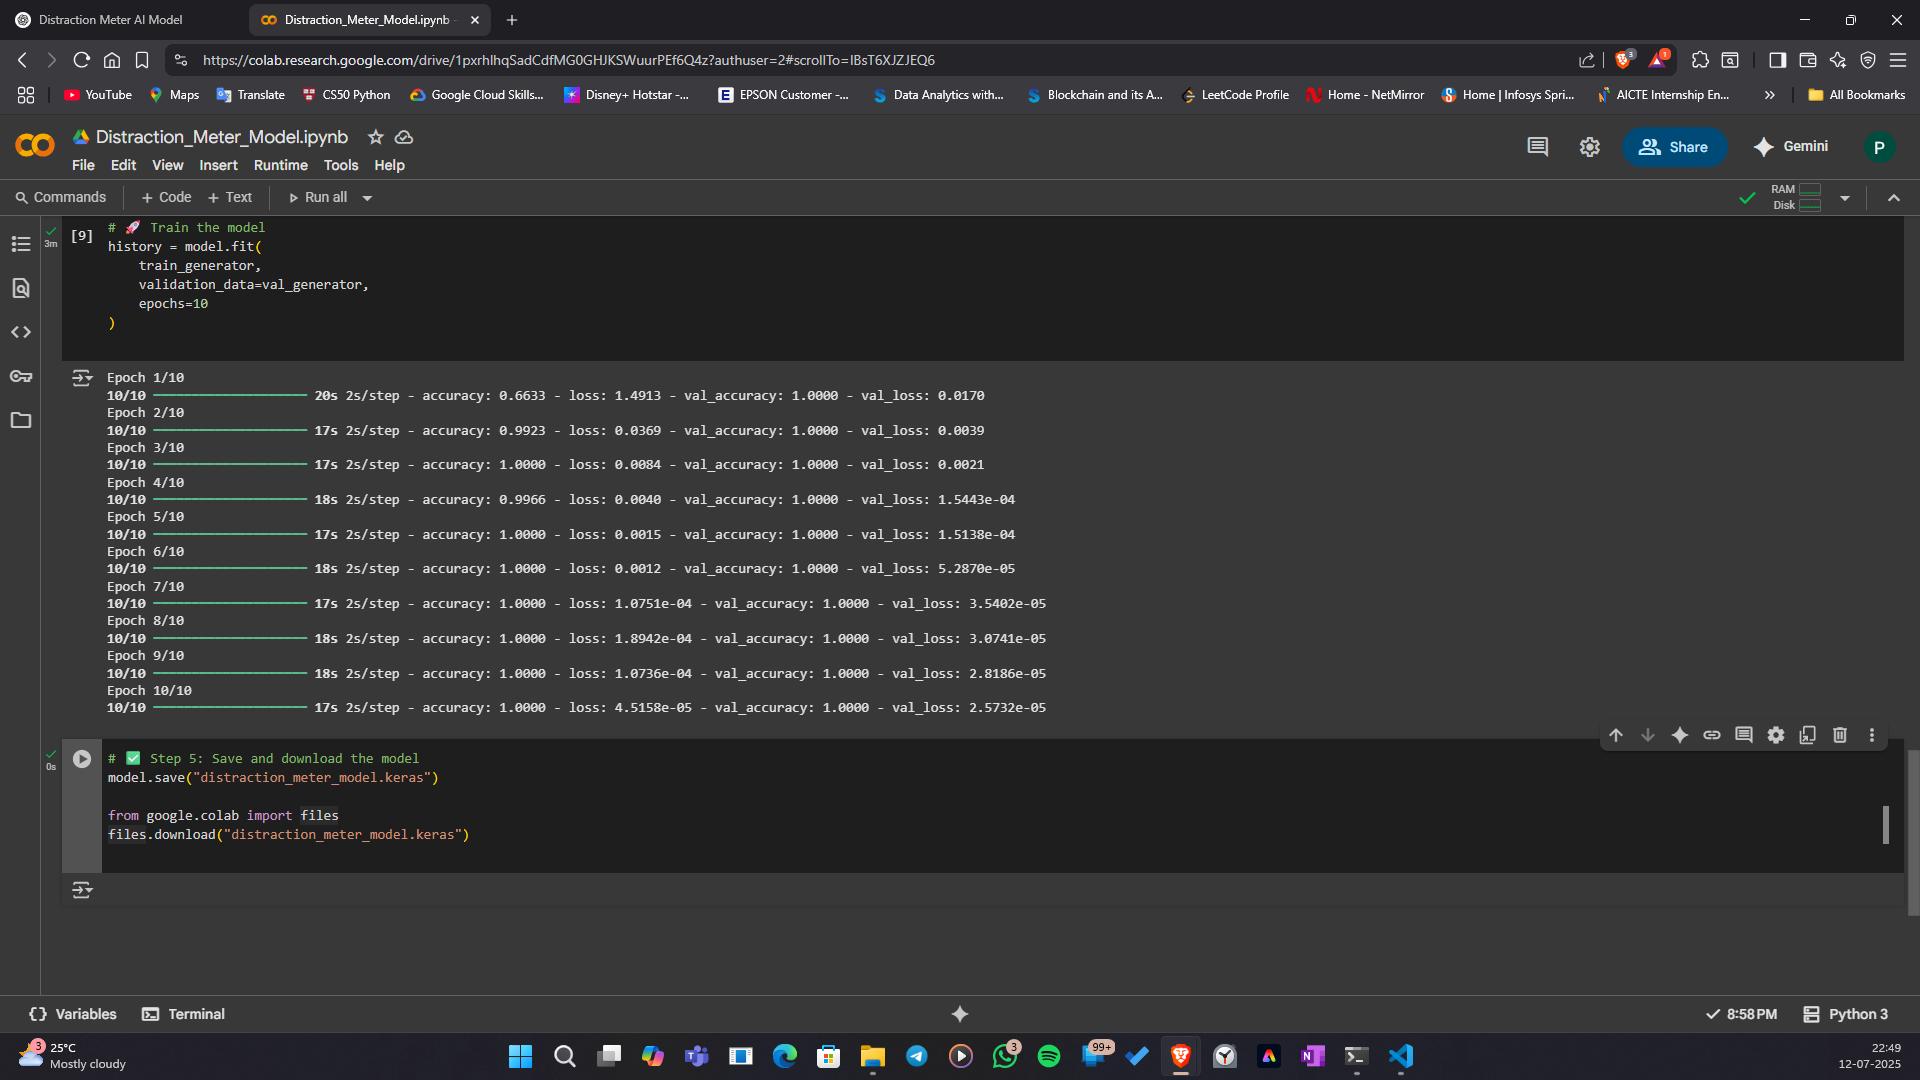 Distraction Meter AI Model
Distraction_Meter_Model.ipynb
https://colab.research.google.com/drive/1pxrhlhqSadCdfMG0GHJKSWuurPEf6Q4z?authuser=2#scrollTo=IBsT6XJZJEQ6
3
1
YouTube
Maps
Translate
CS50 Python
Google Cloud Skills...
Disney+ Hotstar -...
EPSON Customer -...
Data Analytics with...
Blockchain and its A...
LeetCode Profile
Home - NetMirror
Home | Infosys Spri...
AICTE Internship En...
All Bookmarks
Distraction_Meter_Model.ipynb
File Edit View Insert Runtime Tools Help
Share
Gemini
P
Commands + Code + Text Run all
RAM
Disk
3m
[9]
# 🚀 Train the model
history = model.fit(
    train_generator,
    validation_data=val_generator,
    epochs=10
)
Epoch 1/10
10/10 ━━━━━━━━━━━━━━━━━━━━ 20s 2s/step - accuracy: 0.6633 - loss: 1.4913 - val_accuracy: 1.0000 - val_loss: 0.0170
Epoch 2/10
10/10 ━━━━━━━━━━━━━━━━━━━━ 17s 2s/step - accuracy: 0.9923 - loss: 0.0369 - val_accuracy: 1.0000 - val_loss: 0.0039
Epoch 3/10
10/10 ━━━━━━━━━━━━━━━━━━━━ 17s 2s/step - accuracy: 1.0000 - loss: 0.0084 - val_accuracy: 1.0000 - val_loss: 0.0021
Epoch 4/10
10/10 ━━━━━━━━━━━━━━━━━━━━ 18s 2s/step - accuracy: 0.9966 - loss: 0.0040 - val_accuracy: 1.0000 - val_loss: 1.5443e-04
Epoch 5/10
10/10 ━━━━━━━━━━━━━━━━━━━━ 17s 2s/step - accuracy: 1.0000 - loss: 0.0015 - val_accuracy: 1.0000 - val_loss: 1.5138e-04
Epoch 6/10
10/10 ━━━━━━━━━━━━━━━━━━━━ 18s 2s/step - accuracy: 1.0000 - loss: 0.0012 - val_accuracy: 1.0000 - val_loss: 5.2870e-05
Epoch 7/10
10/10 ━━━━━━━━━━━━━━━━━━━━ 17s 2s/step - accuracy: 1.0000 - loss: 1.0751e-04 - val_accuracy: 1.0000 - val_loss: 3.5402e-05
Epoch 8/10
10/10 ━━━━━━━━━━━━━━━━━━━━ 18s 2s/step - accuracy: 1.0000 - loss: 1.8942e-04 - val_accuracy: 1.0000 - val_loss: 3.0741e-05
Epoch 9/10
10/10 ━━━━━━━━━━━━━━━━━━━━ 18s 2s/step - accuracy: 1.0000 - loss: 1.0736e-04 - val_accuracy: 1.0000 - val_loss: 2.8186e-05
Epoch 10/10
10/10 ━━━━━━━━━━━━━━━━━━━━ 17s 2s/step - accuracy: 1.0000 - loss: 4.5158e-05 - val_accuracy: 1.0000 - val_loss: 2.5732e-05
0s
# ✅ Step 5: Save and download the model
model.save("distraction_meter_model.keras")
from google.colab import files
files.download("distraction_meter_model.keras")
Variables
Terminal
8:58 PM
Python 3
3
25°C
Mostly cloudy
3
99+
22:49
12-07-2025